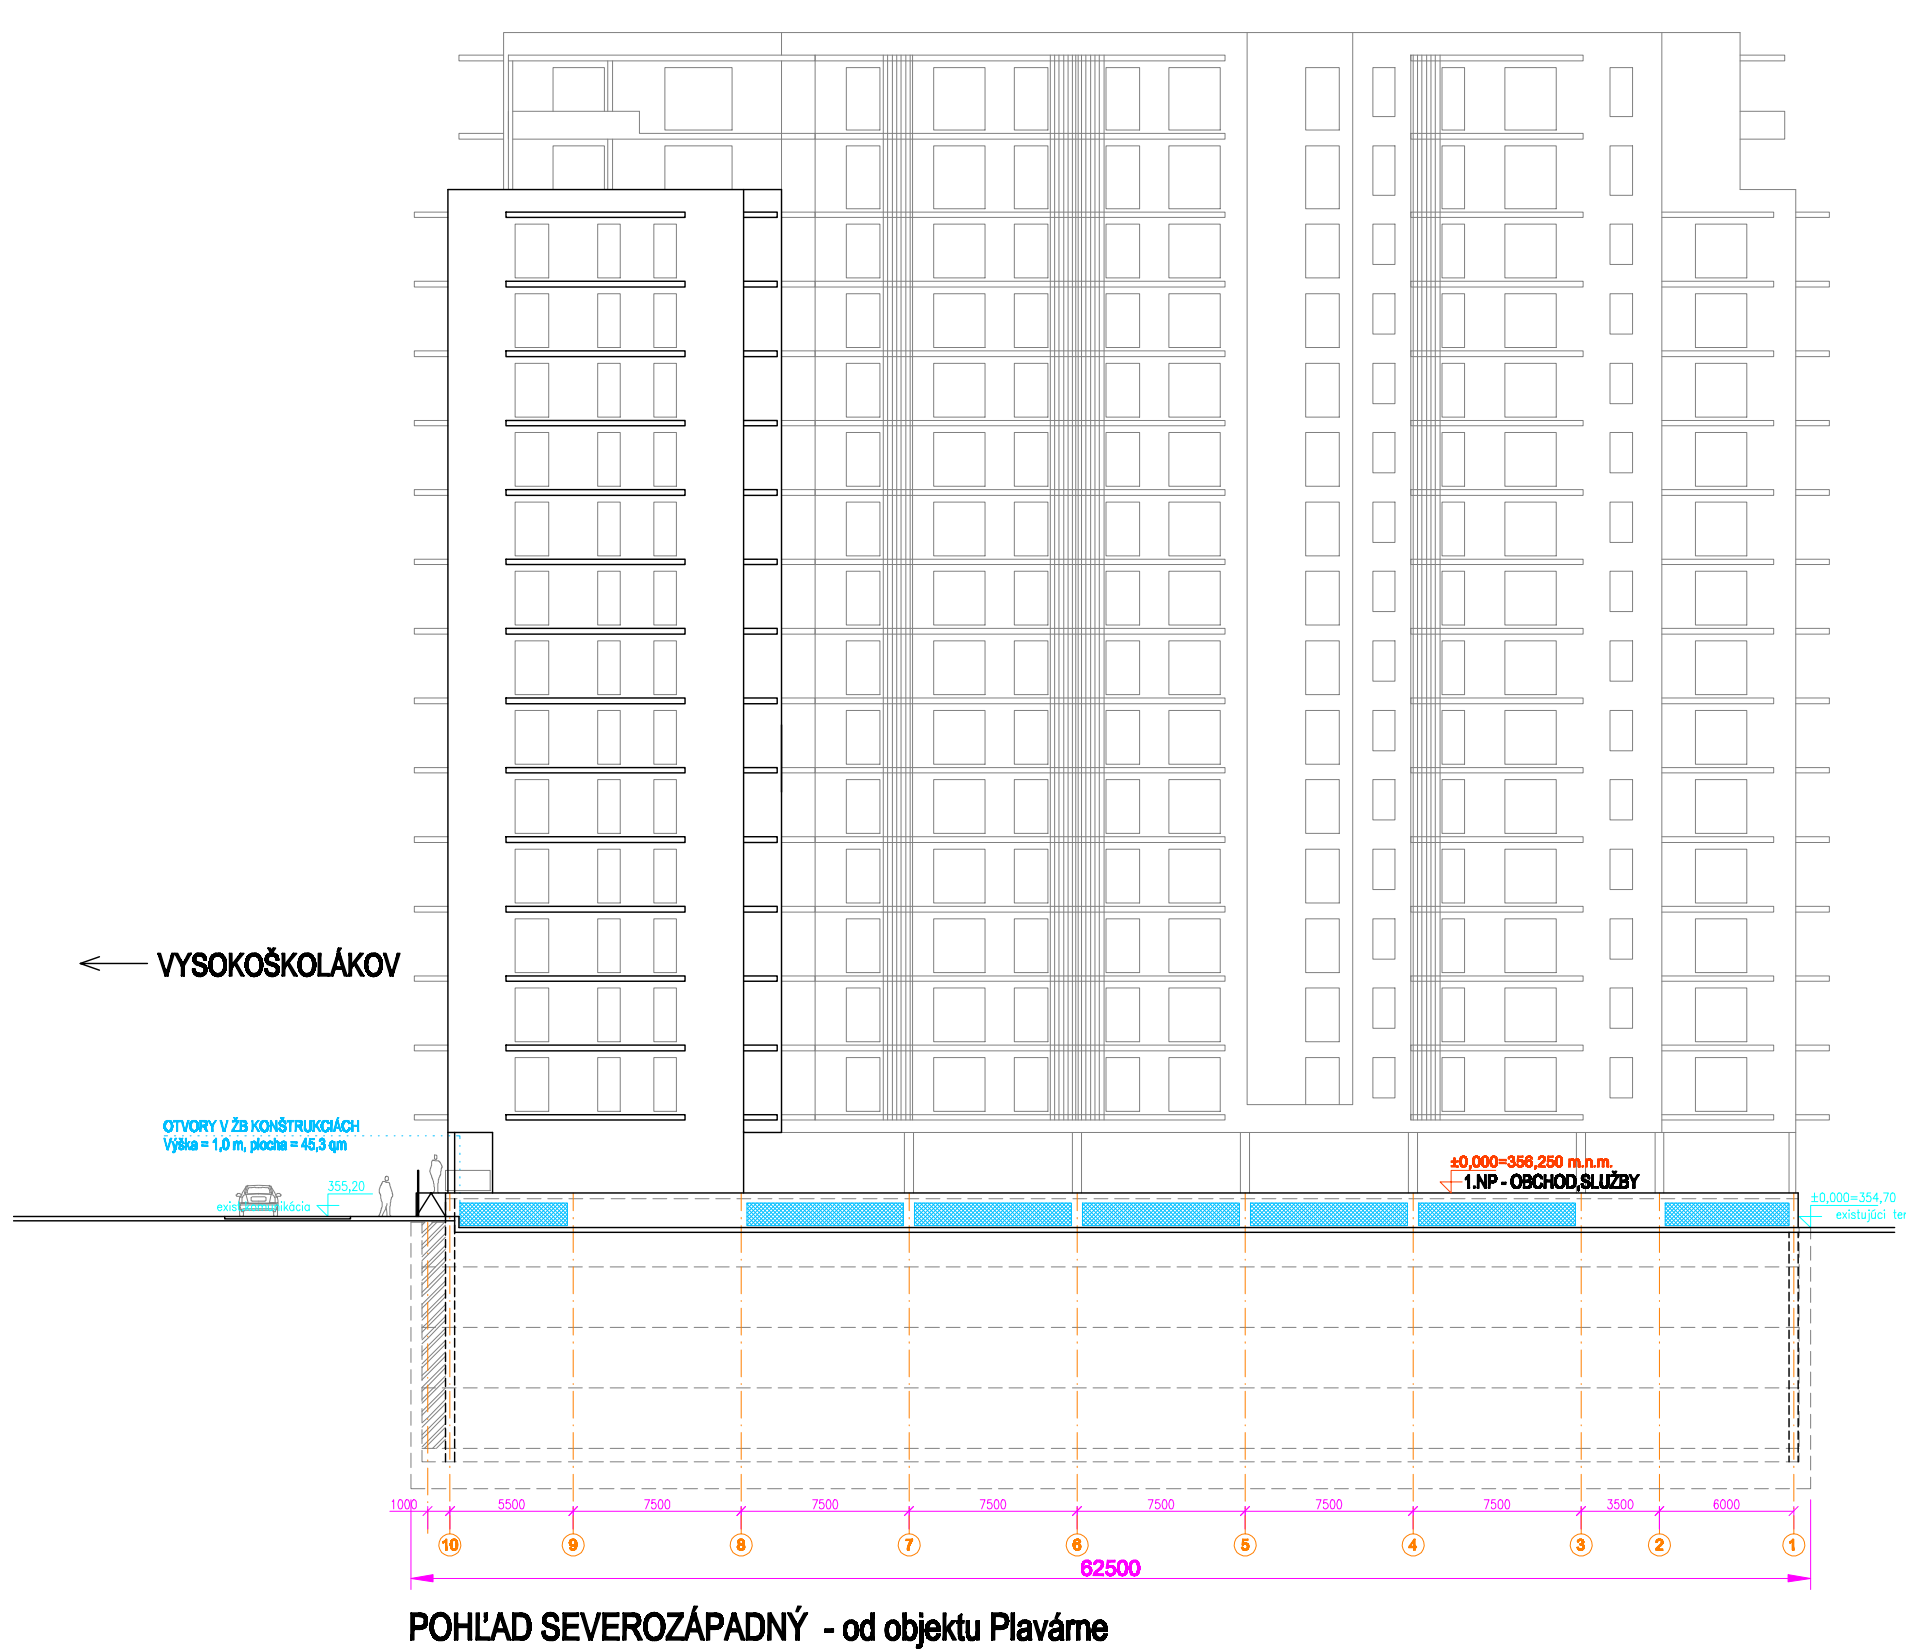 VYSOKOŠKOLÁKOV
OTVORY V ŽB KONŠTRUKCIÁCH
Výška = 1,0 m, plocha = 45,3 qm
±0,000=356,250 m.n.m.
1.NP - OBCHOD,SLUŽBY
355,20
±0,000=354,70
existujúci ter
1000 5500 7500 7500 7500 7500 7500 7500 3500 6000
10 9 8 7 6 5 4 3 2 1
62500
POHĽAD SEVEROZÁPADNÝ - od objektu Plavárne